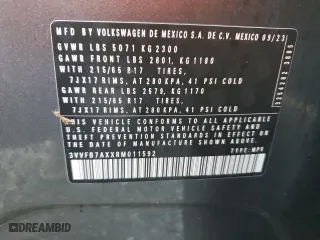 MFD BY VOLKSWAGEN DE MEXICO S.A. DE C.V. MEXICO 09/23
GVWR LBS 5071 KG 2300
GAWR FRONT LBS 2601, KG 1180
WITH 215/65 R17 TIRES,
7JX17 RIMS, AT 280 KPA, 41 PSI COLD
GAWR REAR LBS 2579, KG 1170
WITH 215/65 R17 TIRES,
7JX17 RIMS, AT 280 KPA, 41 PSI COLD
THIS VEHICLE CONFORMS TO ALL APPLICABLE FEDERAL
MOTOR VEHICLE SAFETY AND THEFT PREVENTION STANDARDS
IN EFFECT ON THE DATE OF MANUFACTURE SHOWN ABOVE.
3VVFB7AXXRM011592 TYPE: MPV